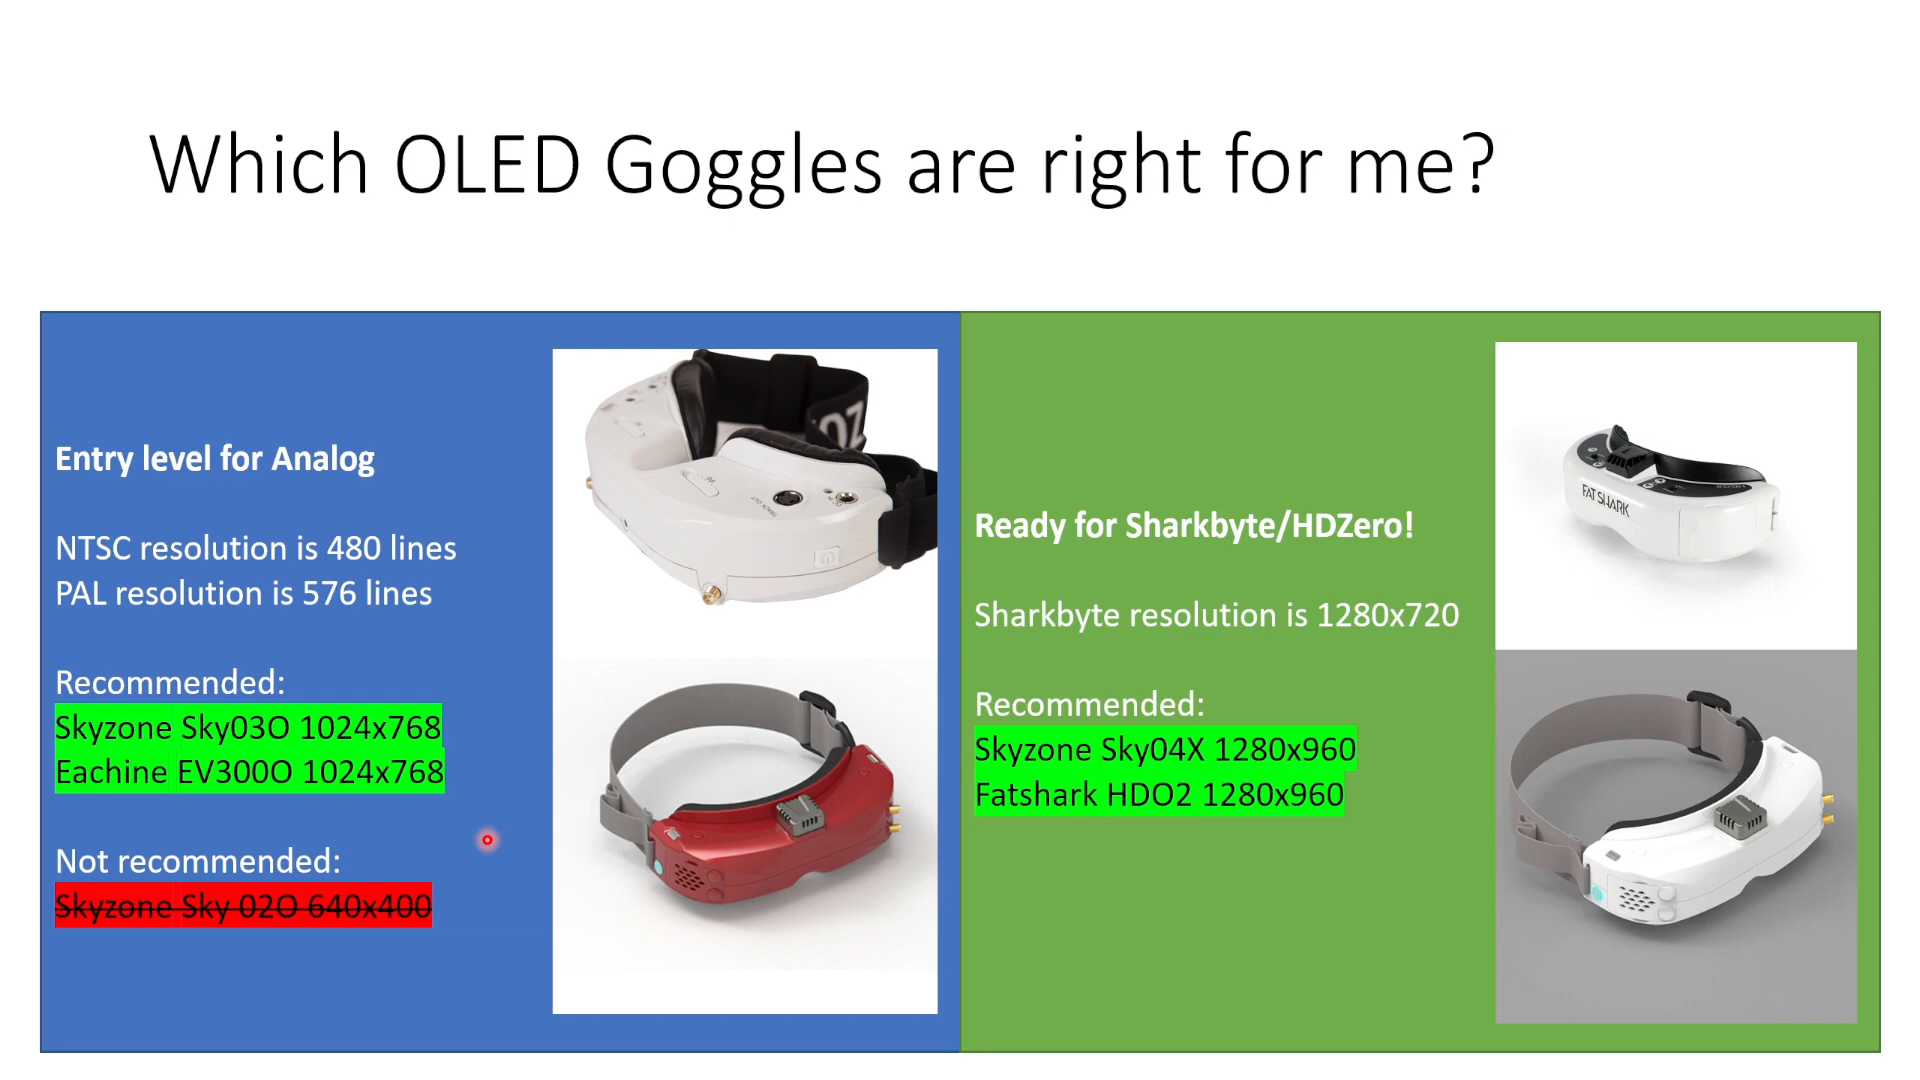 Which OLED Goggles are right for me?
Entry level for Analog
NTSC resolution is 480 lines
PAL resolution is 576 lines
Recommended:
Skyzone Sky03O 1024x768
Eachine EV300O 1024x768
Not recommended:
Skyzone Sky 02O 640x400
Ready for Sharkbyte/HDZero!
Sharkbyte resolution is 1280x720
Recommended:
Skyzone Sky04X 1280x960
Fatshark HDO2 1280x960
FAT SHARK